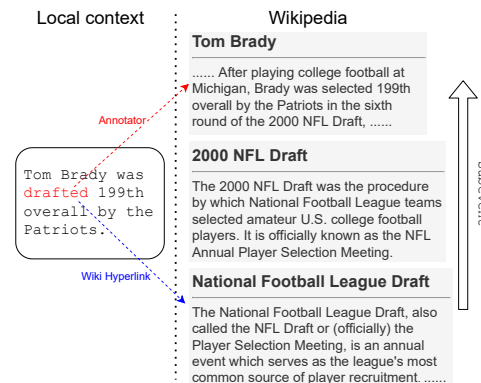 Local context
Wikipedia
Tom Brady
...... After playing college football at
Michigan, Brady was selected 199th
overall by the Patriots in the sixth
round of the 2000 NFL Draft, ......
Annotator
Tom Brady was
drafted 199th
overall by the
Patriots.
2000 NFL Draft
The 2000 NFL Draft was the procedure
by which National Football League teams
selected amateur U.S. college football
players. It is officially known as the NFL
Annual Player Selection Meeting.
Wiki Hyperlink
National Football League Draft
The National Football League Draft, also
called the NFL Draft or (officially) the
Player Selection Meeting, is an annual
event which serves as the league's most
common source of player recruitment. ......